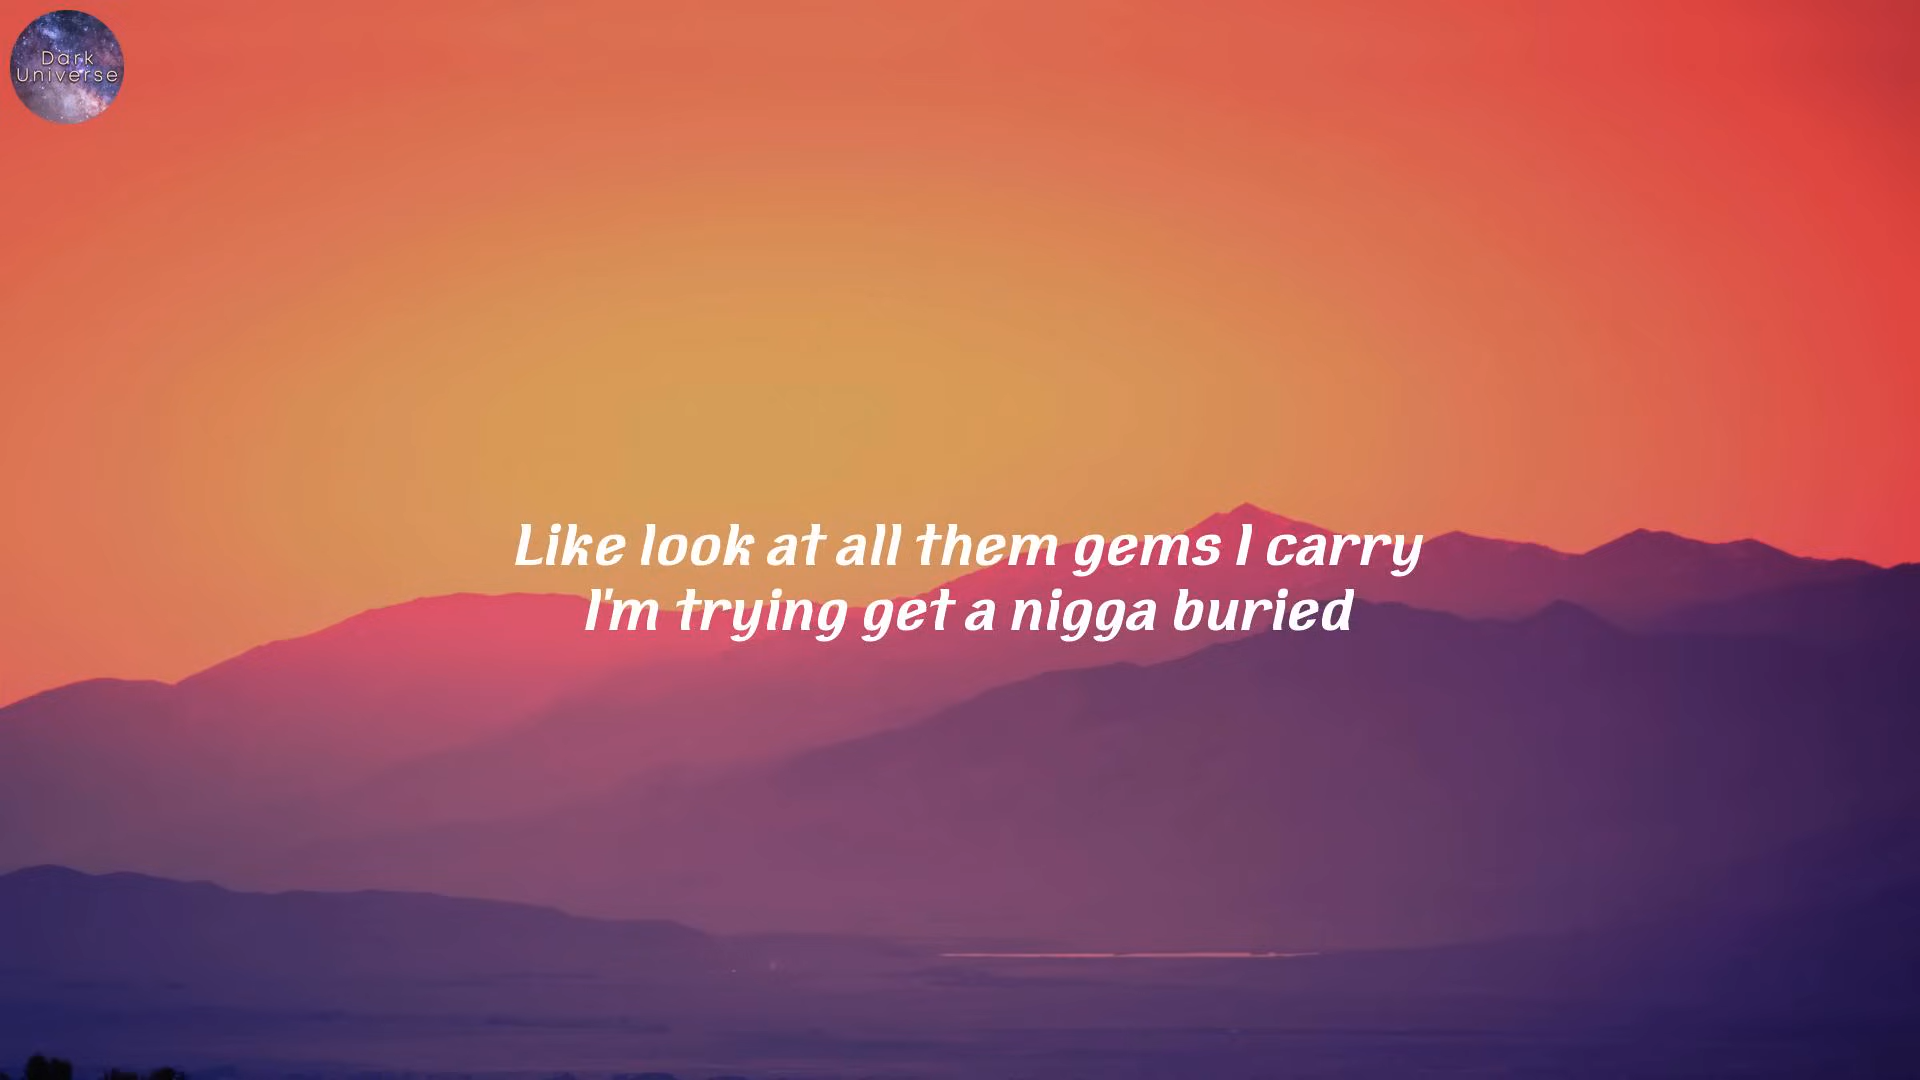 Dark
Universe
Like look at all them gems I carry
I'm trying get a nigga buried